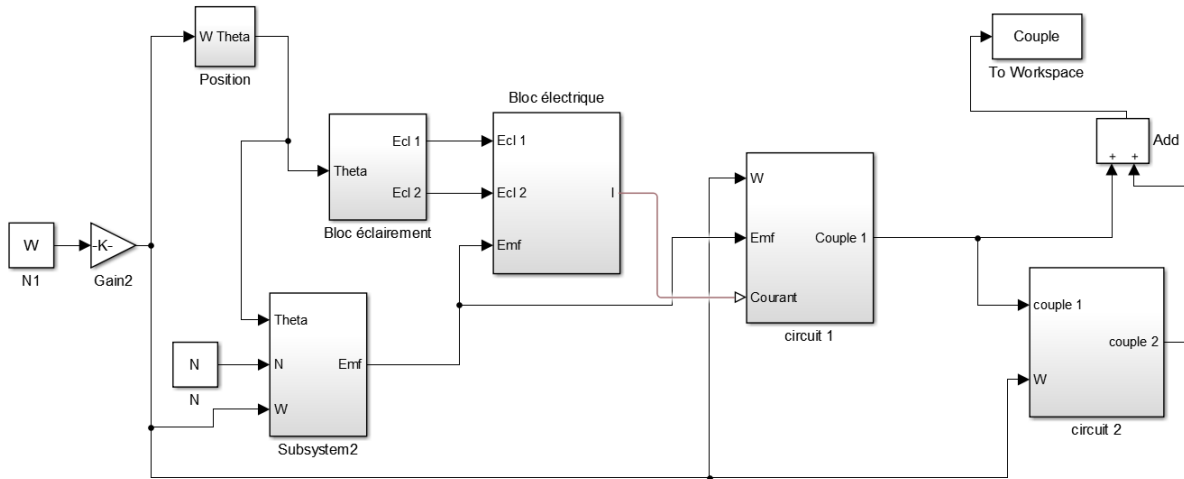 Couple
To Workspace
W Theta
Position
Bloc électrique
Ecl 1
Ecl 1
Add
+ +
Theta
W
Ecl 2
Ecl 2
I
Bloc éclairement
W
-K-
Emf
Emf
Couple 1
N1
Gain2
Courant
couple 1
Theta
circuit 1
couple 2
N
N
Emf
N
W
W
Subsystem2
circuit 2